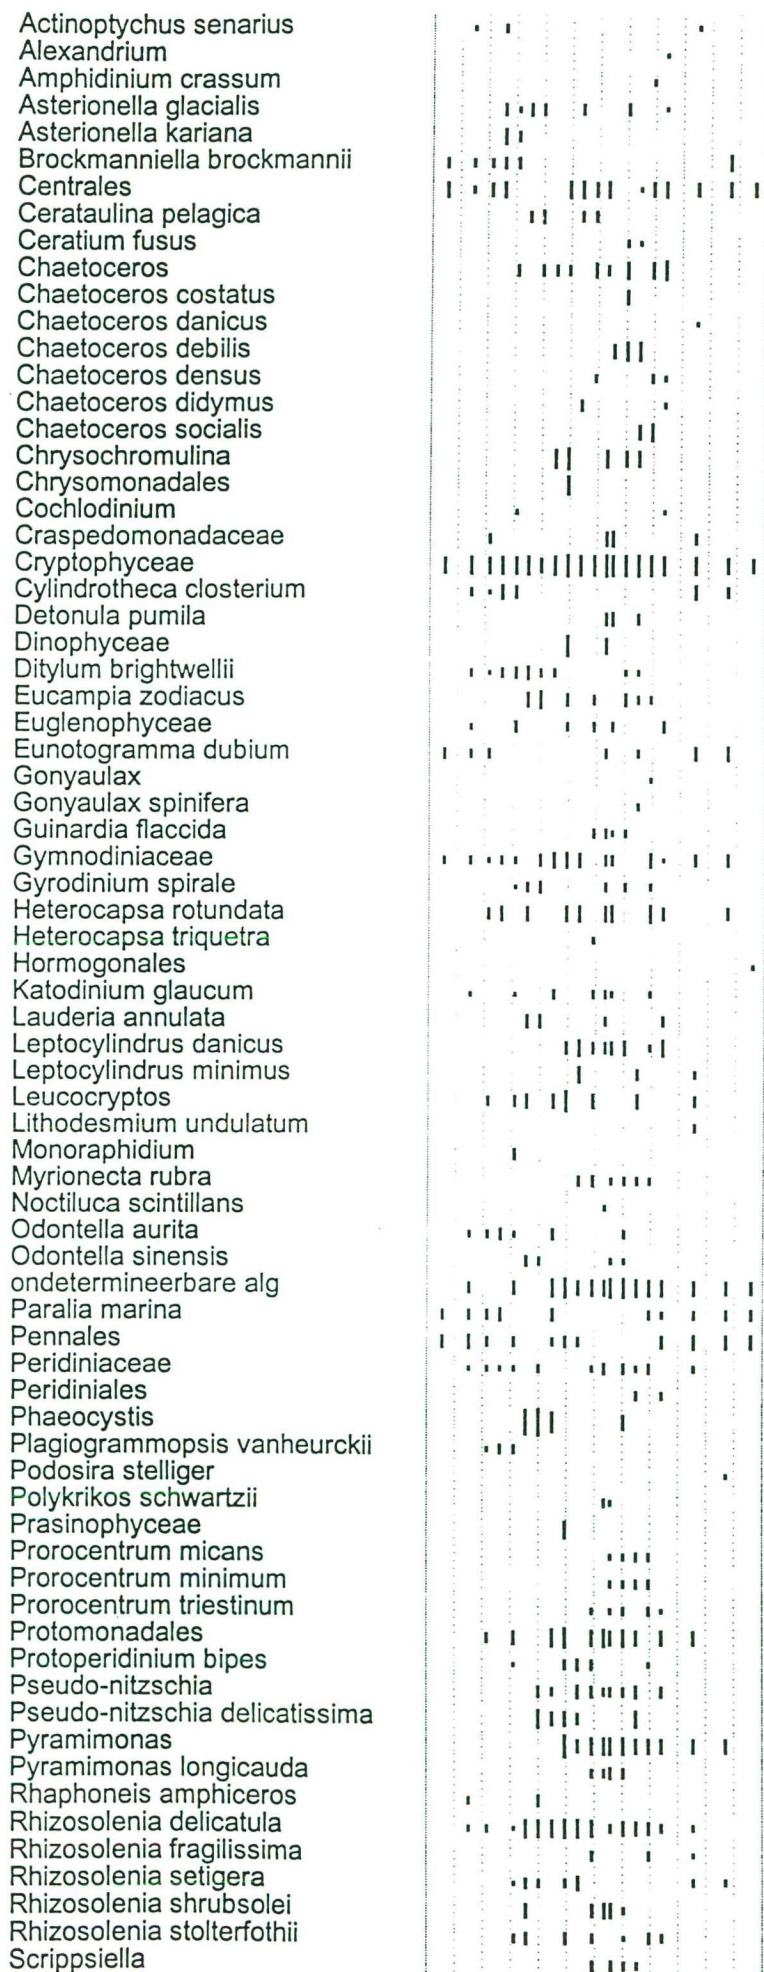 Actinoptychus senarius
Alexandrium
Amphidinium crassum
Asterionella glacialis
Asterionella kariana
Brockmanniella brockmannii
Centrales
Cerataulina pelagica
Ceratium fusus
Chaetoceros
Chaetoceros costatus
Chaetoceros danicus
Chaetoceros debilis
Chaetoceros densus
Chaetoceros didymus
Chaetoceros socialis
Chrysochromulina
Chrysomonadales
Cochlodinium
Craspedomonadaceae
Cryptophyceae
Cylindrotheca closterium
Detonula pumila
Dinophyceae
Ditylum brightwellii
Eucampia zodiacus
Euglenophyceae
Eunotogramma dubium
Gonyaulax
Gonyaulax spinifera
Guinardia flaccida
Gymnodiniaceae
Gyrodinium spirale
Heterocapsa rotundata
Heterocapsa triquetra
Hormogonales
Katodinium glaucum
Lauderia annulata
Leptocylindrus danicus
Leptocylindrus minimus
Leucocryptos
Lithodesmium undulatum
Monoraphidium
Myrionecta rubra
Noctiluca scintillans
Odontella aurita
Odontella sinensis
ondetermineerbare alg
Paralia marina
Pennales
Peridiniaceae
Peridiniales
Phaeocystis
Plagiogrammopsis vanheurckii
Podosira stelliger
Polykrikos schwartzii
Prasinophyceae
Prorocentrum micans
Prorocentrum minimum
Prorocentrum triestinum
Protomonadales
Protoperidinium bipes
Pseudo-nitzschia
Pseudo-nitzschia delicatissima
Pyramimonas
Pyramimonas longicauda
Rhaphoneis amphiceros
Rhizosolenia delicatula
Rhizosolenia fragilissima
Rhizosolenia setigera
Rhizosolenia shrubsolei
Rhizosolenia stolterfothii
Scrippsiella